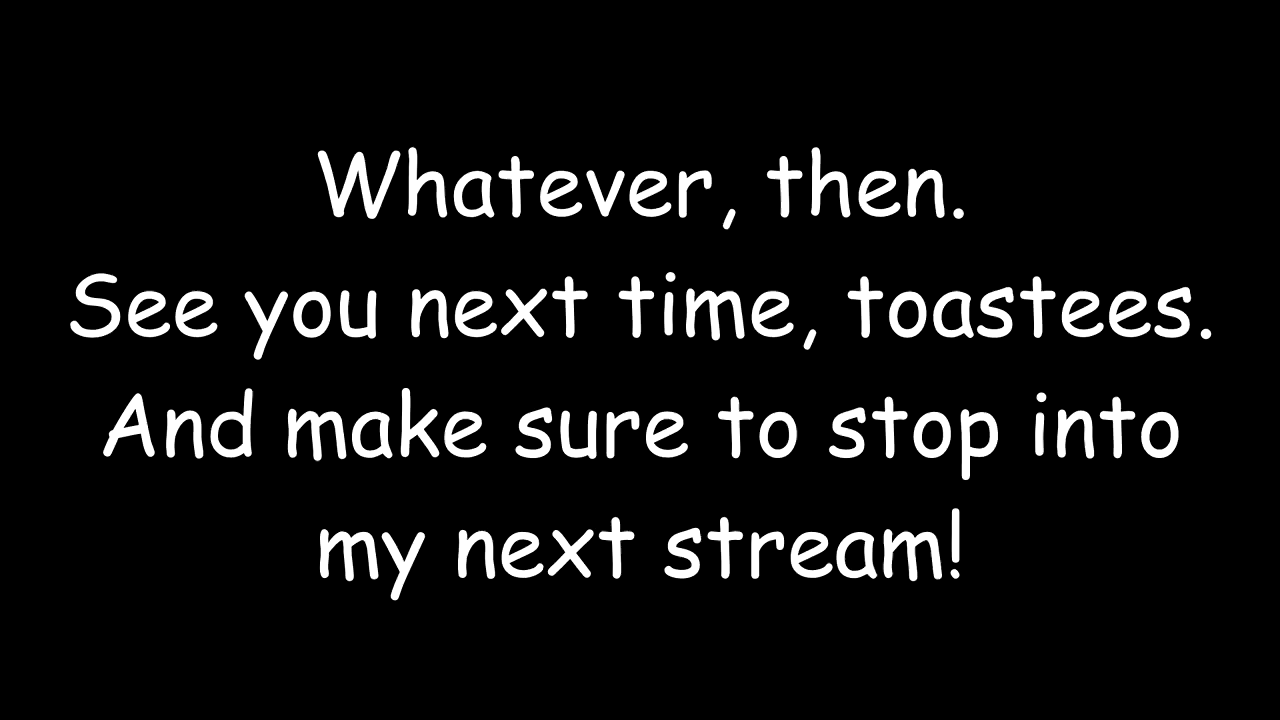 Whatever, then.
See you next time, toastees.
And make sure to stop into
my next stream!